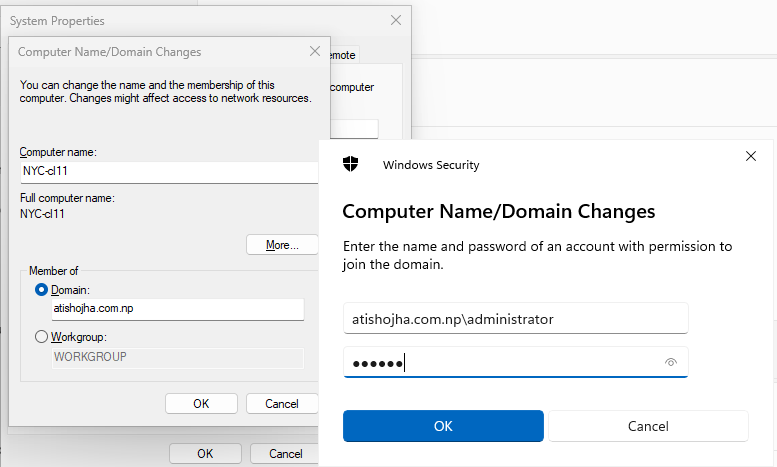 System Properties
Computer Name/Domain Changes
emote
You can change the name and the membership of this
computer. Changes might affect access to network resources.
computer
Computer name:
NYC-cl11
Full computer name:
NYC-cl11
More...
Member of
Domain:
atishojha.com.np
Workgroup:
WORKGROUP
OK
Cancel
OK
Cancel
Windows Security
Computer Name/Domain Changes
Enter the name and password of an account with permission to
join the domain.
atishojha.com.np\administrator
●●●●●●
OK
Cancel